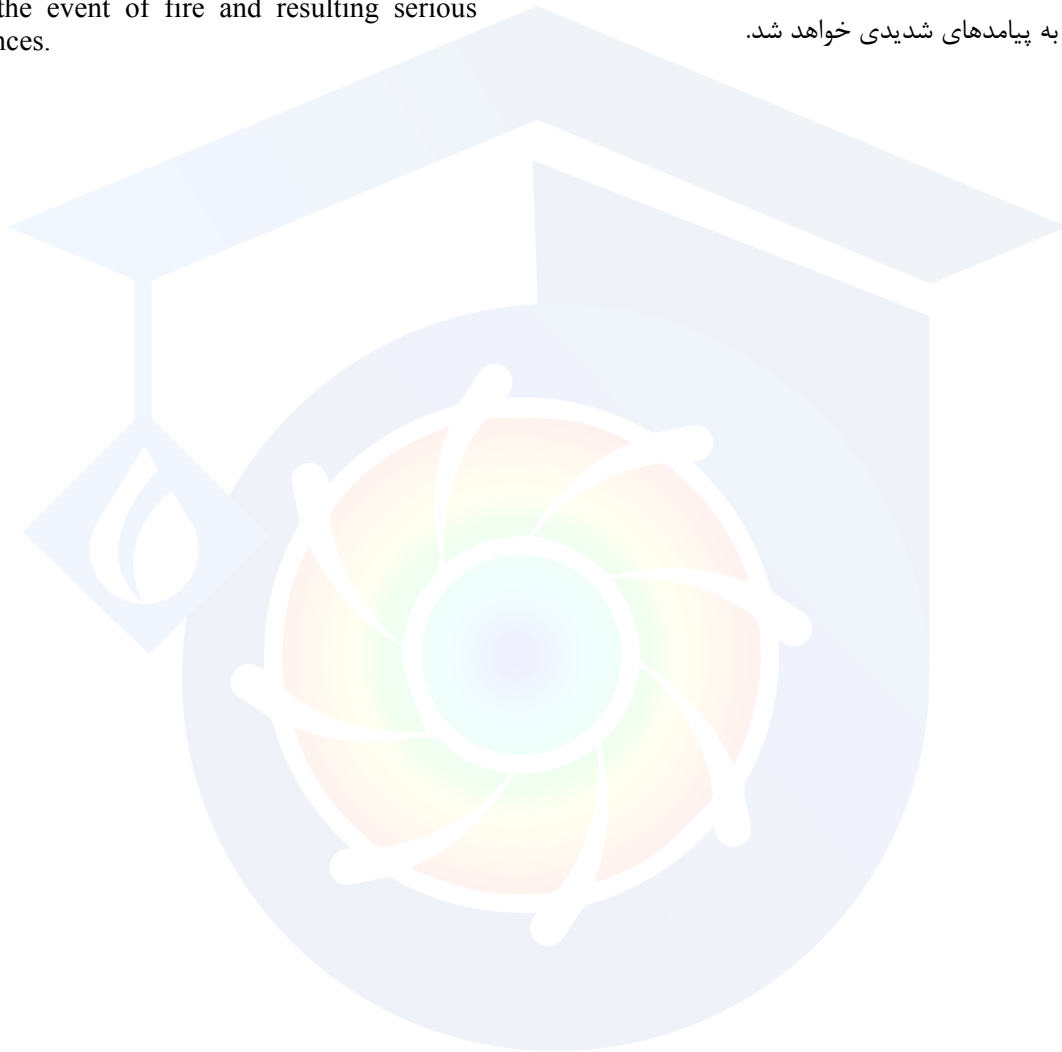 the event of fire and resulting serious
nces.
به پیامدهای شدیدی خواهد شد.